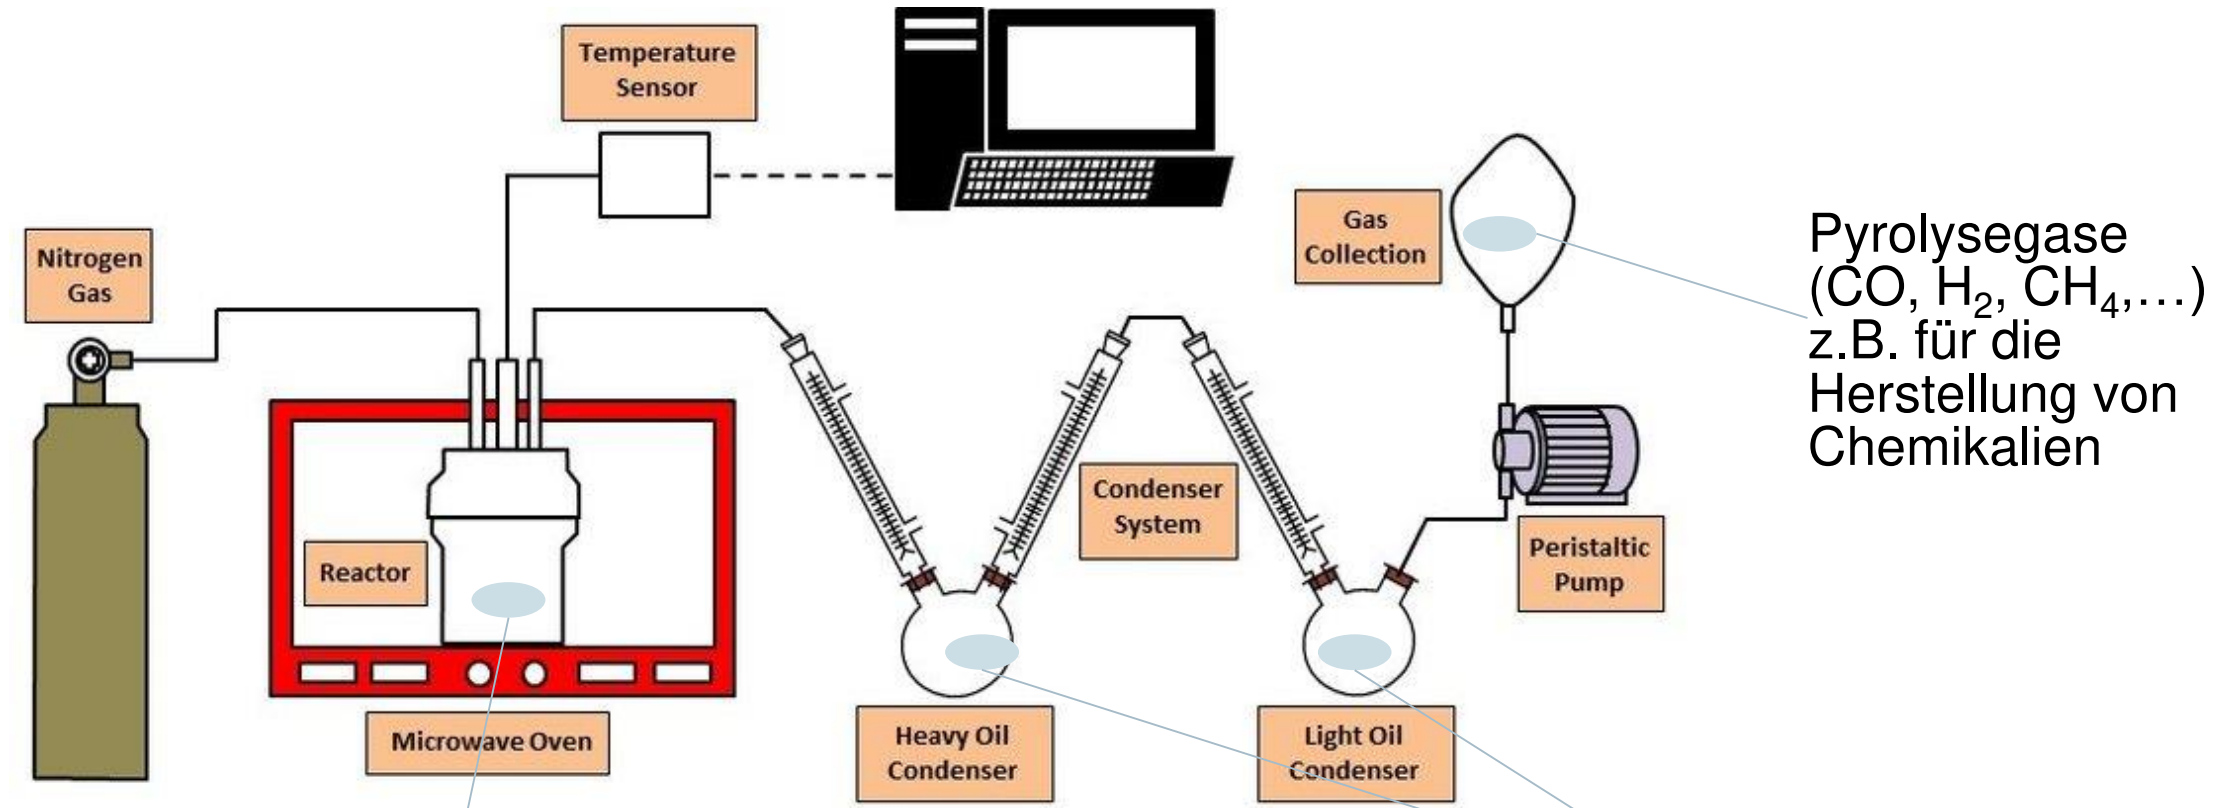 Temperature
Sensor
Nitrogen
Gas
Gas
Collection
Pyrolysegase
(CO, H₂, CH₄,…)
z.B. für die
Herstellung von
Chemikalien
Condenser
System
Reactor
Peristaltic
Pump
Microwave Oven
Heavy Oil
Condenser
Light Oil
Condenser